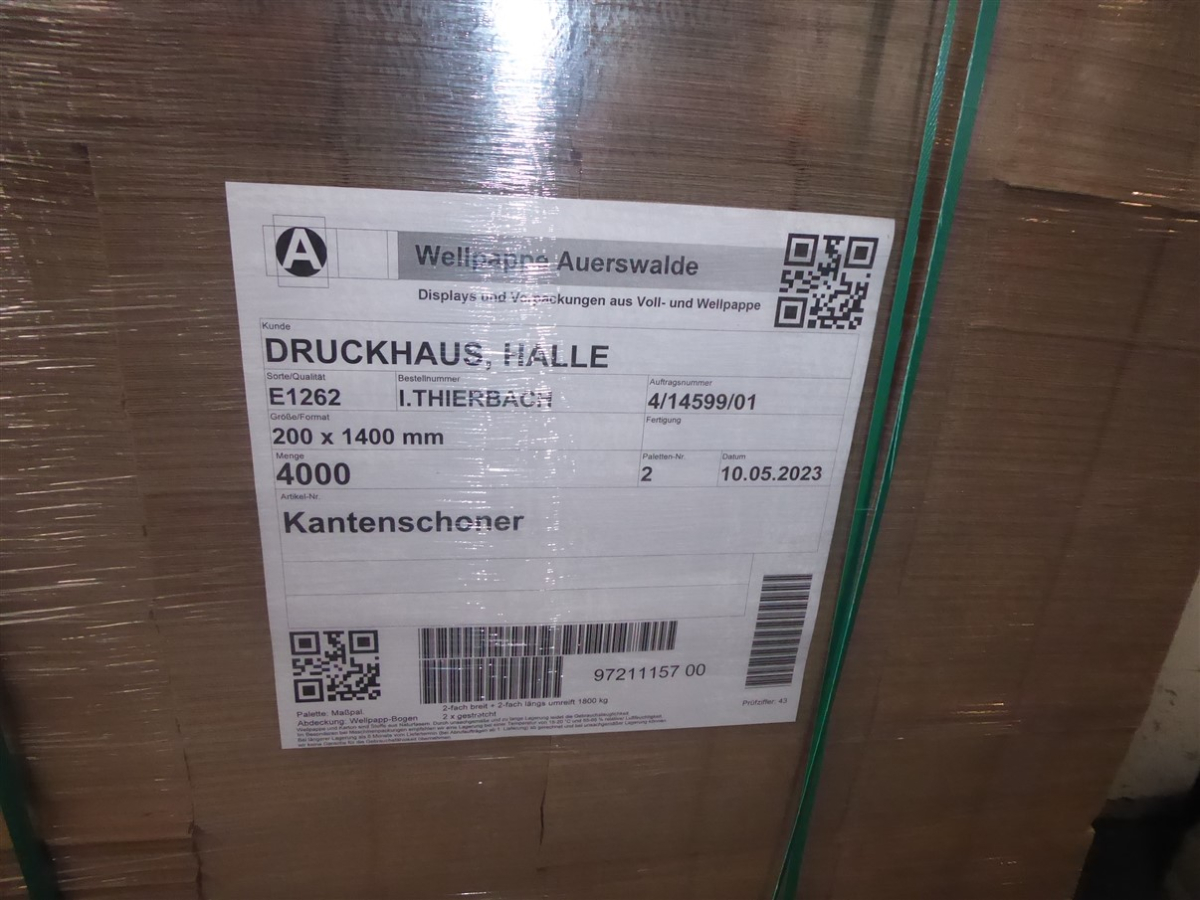 A
Wellpappe Auerswalde
Displays und Verpackungen aus Voll- und Wellpappe
Kunde
DRUCKHAUS, HALLE
Sorte/Qualität Bestellnummer Auftragsnummer
E1262 I.THIERBACH 4/14599/01
Größe/Format Fertigung
200 x 1400 mm
Menge Paletten-Nr. Datum
4000 2 10.05.2023
Artikel-Nr.
Kantenschoner
97211157 00
Palette: Maßpal. 2-fach breit + 2-fach längs umreift 1800 kg Prüfziffer: 43
Abdeckung: Wellpapp-Bogen 2 x gestretcht